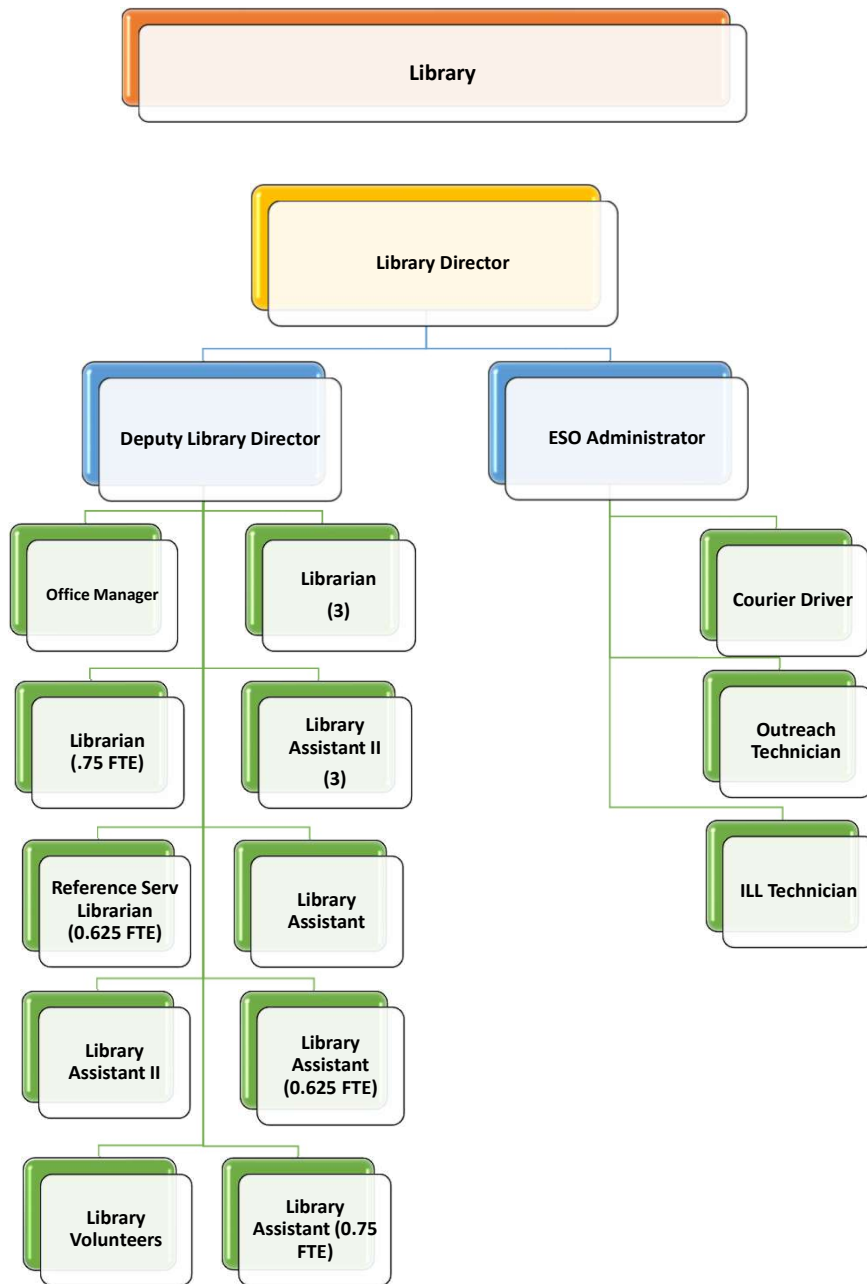 Library
Library Director
Deputy Library Director
ESO Administrator
Office Manager
Librarian
(3)
Courier Driver
Librarian
(.75 FTE)
Library
Assistant II
(3)
Outreach
Technician
Reference Serv
Librarian
(0.625 FTE)
Library
Assistant
ILL Technician
Library
Assistant II
Library
Assistant
(0.625 FTE)
Library
Volunteers
Library
Assistant (0.75
FTE)